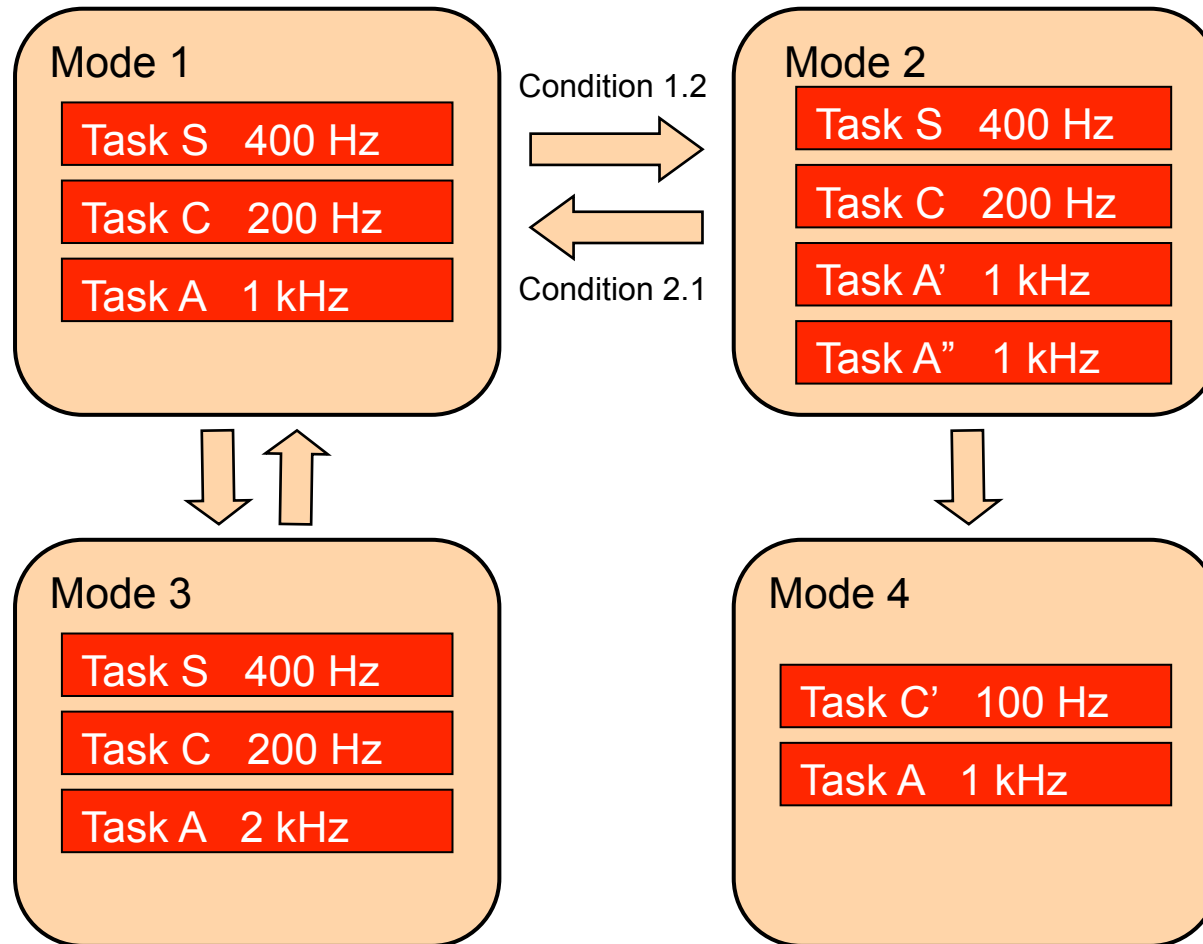 Mode 1
Task S 400 Hz
Task C 200 Hz
Task A 1 kHz
Condition 1.2
Condition 2.1
Mode 2
Task S 400 Hz
Task C 200 Hz
Task A’ 1 kHz
Task A” 1 kHz
Mode 3
Task S 400 Hz
Task C 200 Hz
Task A 2 kHz
Mode 4
Task C’ 100 Hz
Task A 1 kHz